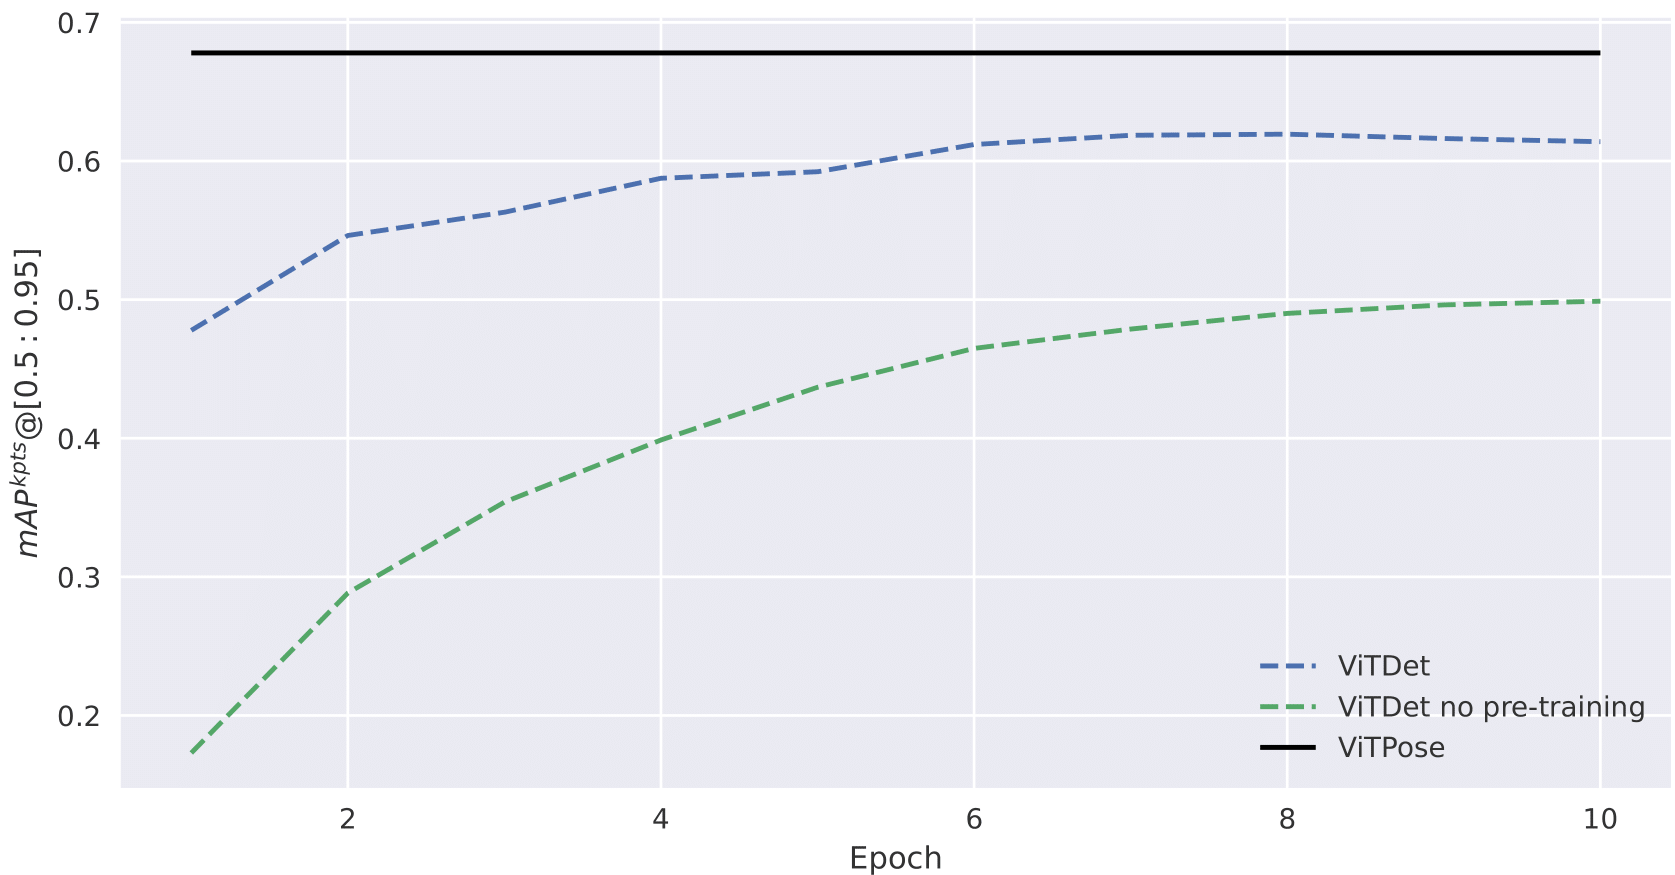 0.7
0.6
0.5
0.4
0.3
0.2
mAP^{kpts}@[0.5 : 0.95]
ViTDet
ViTDet no pre-training
ViTPose
2 4 6 8 10
Epoch